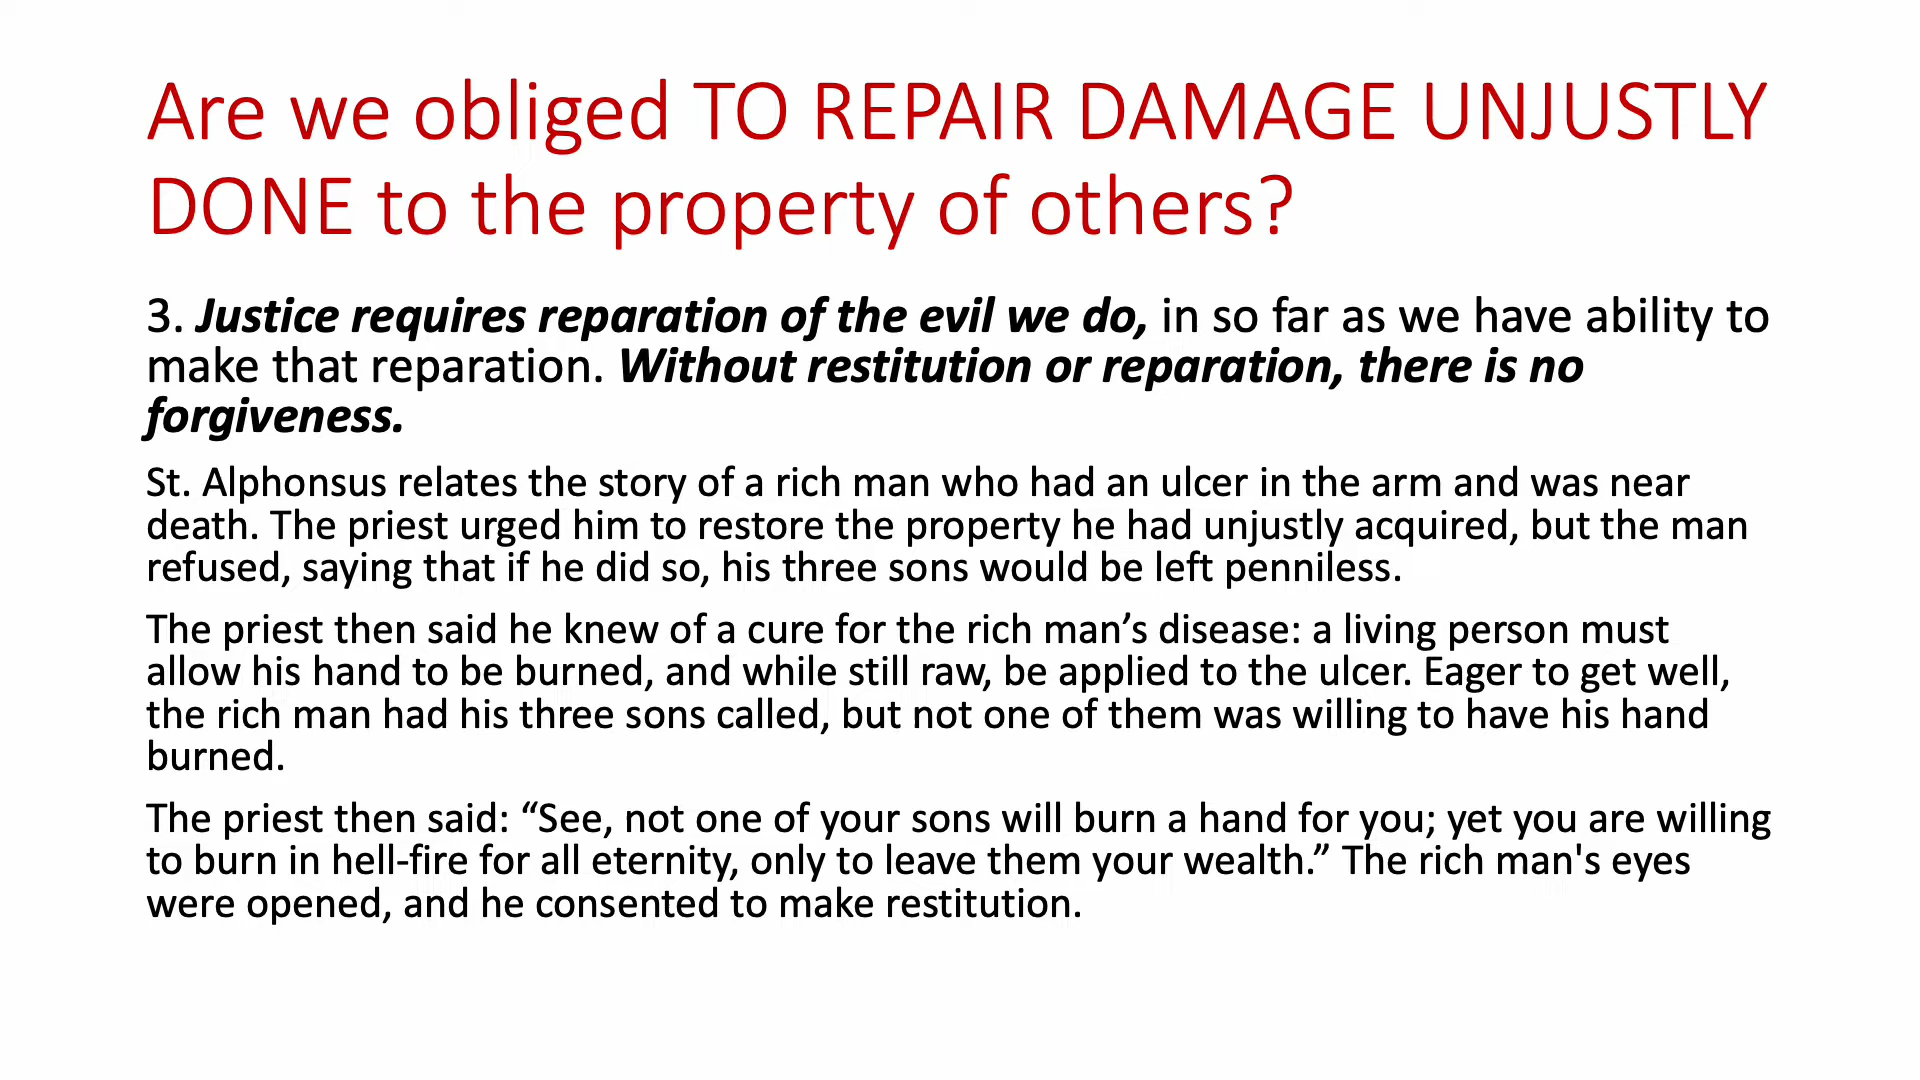 Are we obliged TO REPAIR DAMAGE UNJUSTLY
DONE to the property of others?
3. Justice requires reparation of the evil we do, in so far as we have ability to
make that reparation. Without restitution or reparation, there is no
forgiveness.
St. Alphonsus relates the story of a rich man who had an ulcer in the arm and was near
death. The priest urged him to restore the property he had unjustly acquired, but the man
refused, saying that if he did so, his three sons would be left penniless.
The priest then said he knew of a cure for the rich man’s disease: a living person must
allow his hand to be burned, and while still raw, be applied to the ulcer. Eager to get well,
the rich man had his three sons called, but not one of them was willing to have his hand
burned.
The priest then said: “See, not one of your sons will burn a hand for you; yet you are willing
to burn in hell-fire for all eternity, only to leave them your wealth.” The rich man's eyes
were opened, and he consented to make restitution.